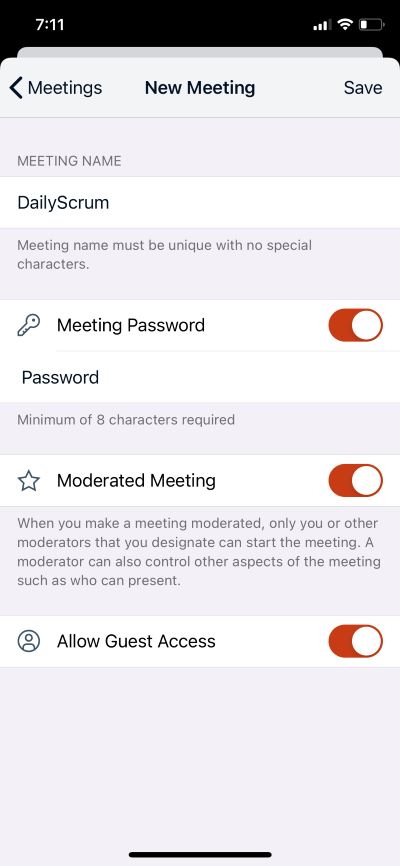 7:11
Meetings New Meeting Save
MEETING NAME
DailyScrum
Meeting name must be unique with no special
characters.
Meeting Password
Password
Minimum of 8 characters required
Moderated Meeting
When you make a meeting moderated, only you or other
moderators that you designate can start the meeting. A
moderator can also control other aspects of the meeting
such as who can present.
Allow Guest Access